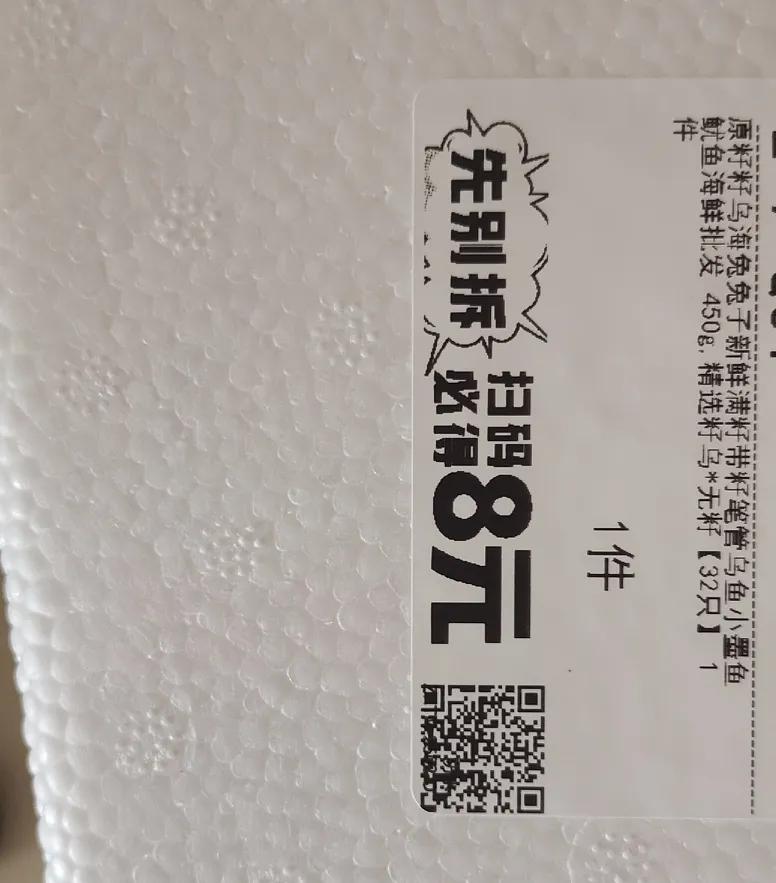 原籽籽乌海兔兔子新鲜满籽带籽笔管乌鱼小墨鱼
鱿鱼海鲜批发 450g, 精选籽乌*无籽【32只】 1
件
1件
先别拆
扫码
必得
8元